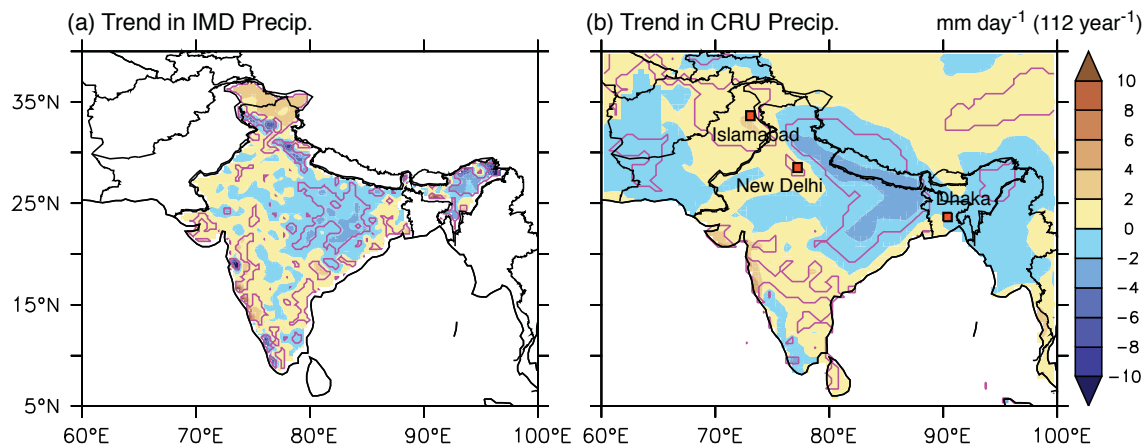 (a) Trend in IMD Precip.
(b) Trend in CRU Precip.
mm day⁻¹ (112 year⁻¹)
35°N
25°N
15°N
5°N
60°E
70°E
80°E
90°E
100°E
Islamabad
New Delhi
Dhaka
60°E
70°E
80°E
90°E
100°E
10
8
6
4
2
0
−2
−4
−6
−8
−10